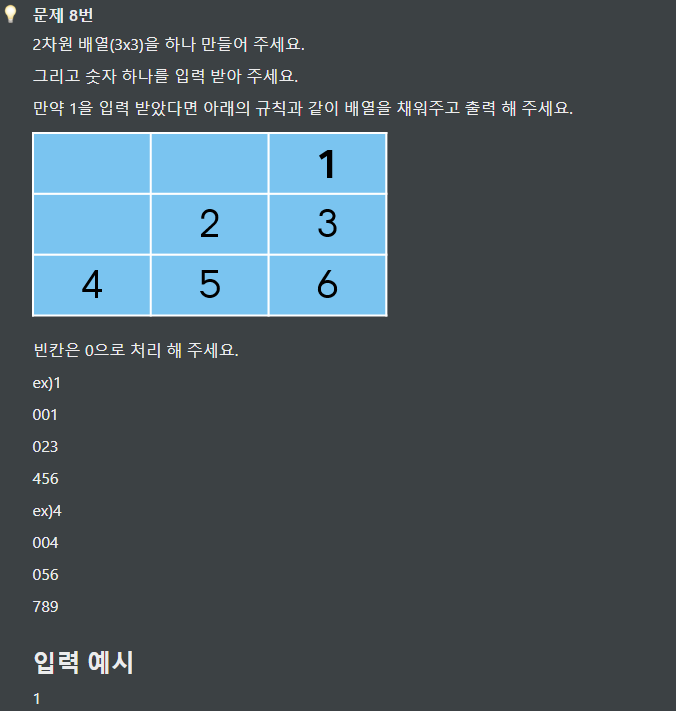 문제 8번
2차원 배열(3x3)을 하나 만들어 주세요.
그리고 숫자 하나를 입력 받아 주세요.
만약 1을 입력 받았다면 아래의 규칙과 같이 배열을 채워주고 출력 해 주세요.
1
2 3
4 5 6
빈칸은 0으로 처리 해 주세요.
ex)1
001
023
456
ex)4
004
056
789
입력 예시
1